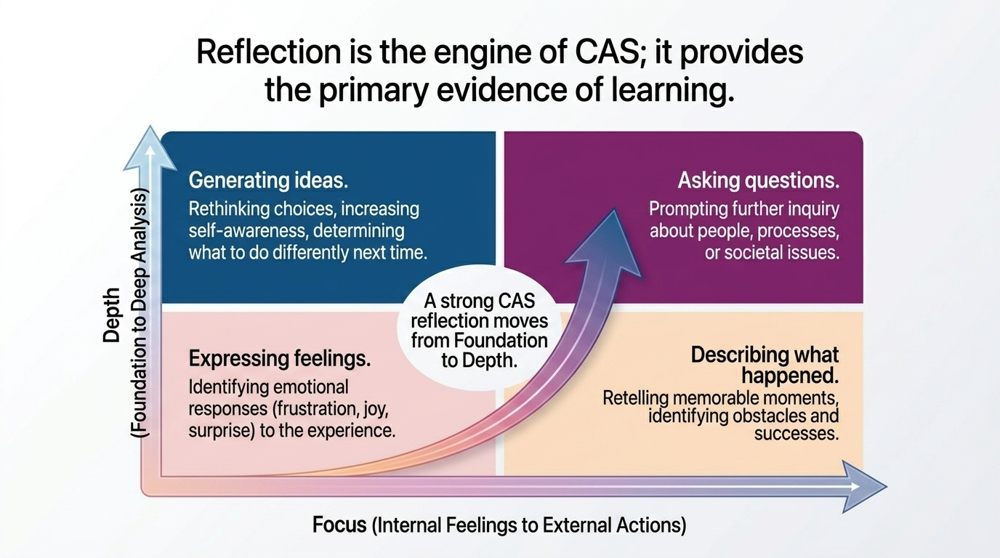 Reflection is the engine of CAS; it provides
the primary evidence of learning.
Depth
(Foundation to Deep Analysis)
Generating ideas.
Rethinking choices, increasing
self-awareness, determining
what to do differently next time.
Asking questions.
Prompting further inquiry
about people, processes,
or societal issues.
A strong CAS
reflection moves
from Foundation
to Depth.
Expressing feelings.
Identifying emotional
responses (frustration, joy,
surprise) to the experience.
Describing what
happened.
Retelling memorable moments,
identifying obstacles and
successes.
Focus (Internal Feelings to External Actions)